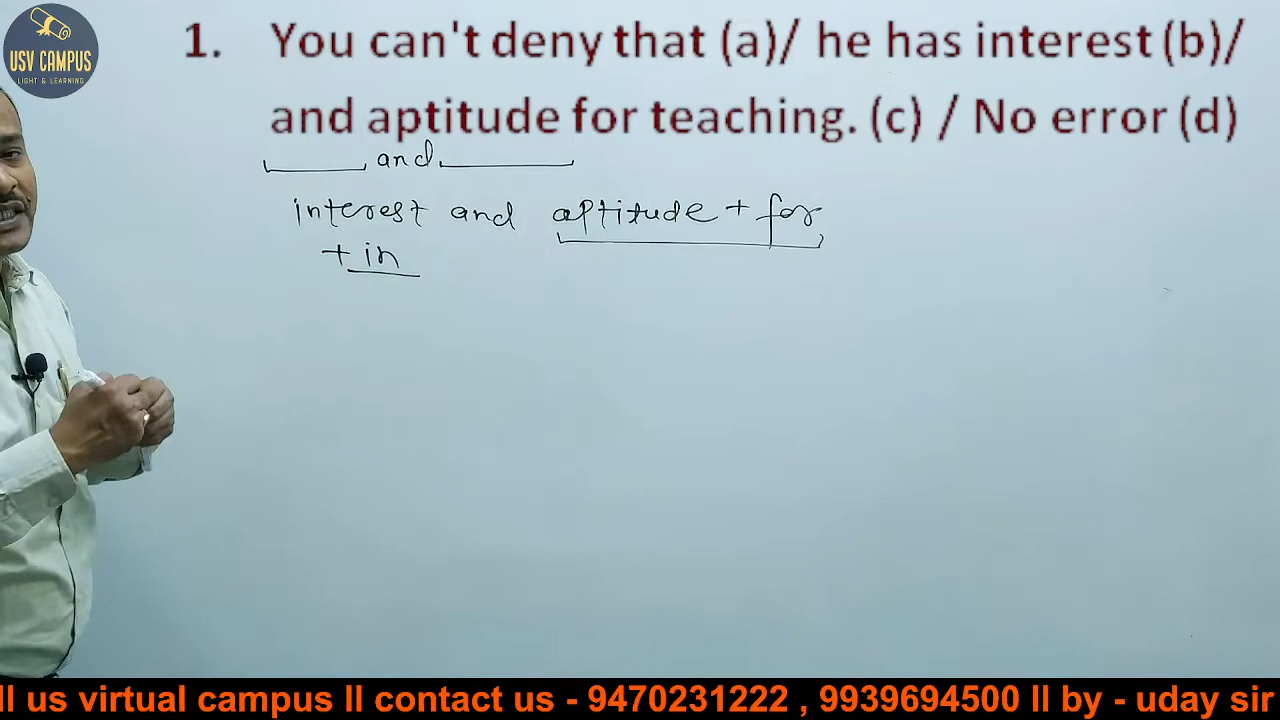 USV CAMPUS
LIGHT & LEARNING
1. You can't deny that (a)/ he has interest (b)/
and aptitude for teaching. (c) / No error (d)
and
interest and aptitude + for
+ in
ll us virtual campus ll contact us - 9470231222 , 9939694500 ll by - uday sir